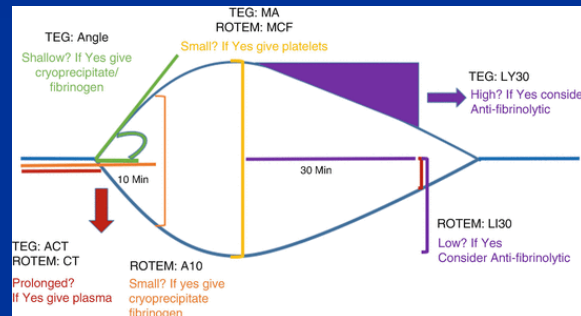 TEG: MA
ROTEM: MCF
Small? If Yes give platelets
TEG: Angle
Shallow? If Yes give
cryoprecipitate/
fibrinogen
TEG: LY30
High? If Yes consider
Anti-fibrinolytic
10 Min
30 Min
TEG: ACT
ROTEM: CT
Prolonged?
If Yes give plasma
ROTEM: A10
Small? If yes give
cryoprecipitate
fibrinogen
ROTEM: LI30
Low? If Yes
Consider Anti-fibrinolytic